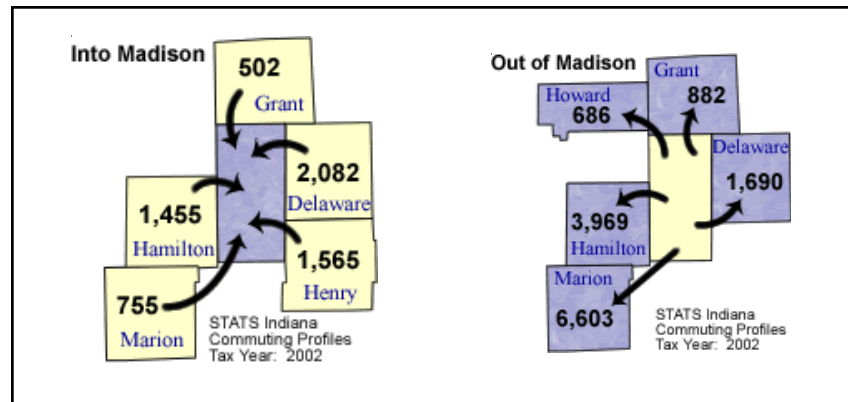 Into Madison
502
Grant
2,082
Delaware
1,455
Hamilton
1,565
Henry
755
Marion
STATS Indiana
Commuting Profiles
Tax Year: 2002
Out of Madison
Grant
882
Howard
686
Delaware
1,690
3,969
Hamilton
Marion
6,603
STATS Indiana
Commuting Profiles
Tax Year: 2002